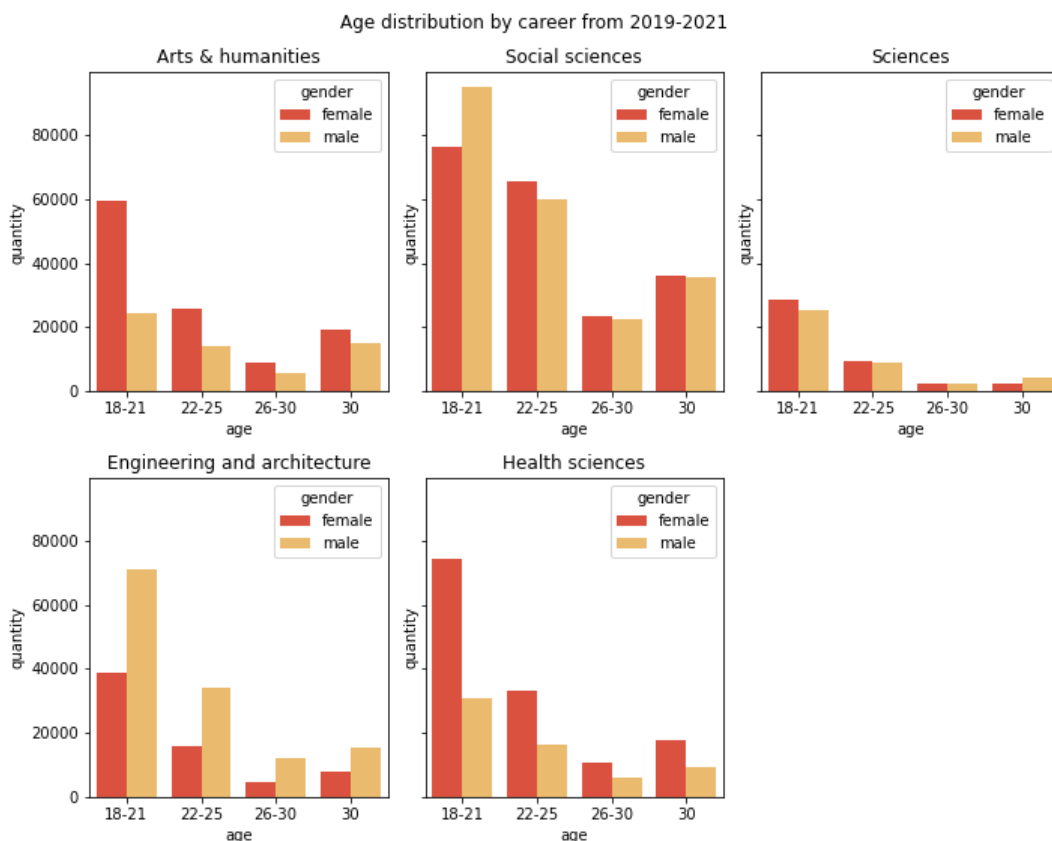 Age distribution by career from 2019-2021
Arts & humanities
gender
female
male
80000
60000
40000
20000
0
quantity
18-21 22-25 26-30 30
age
Social sciences
gender
female
male
quantity
18-21 22-25 26-30 30
age
Sciences
gender
female
male
quantity
18-21 22-25 26-30 30
age
Engineering and architecture
gender
female
male
80000
60000
40000
20000
0
quantity
18-21 22-25 26-30 30
age
Health sciences
gender
female
male
quantity
18-21 22-25 26-30 30
age